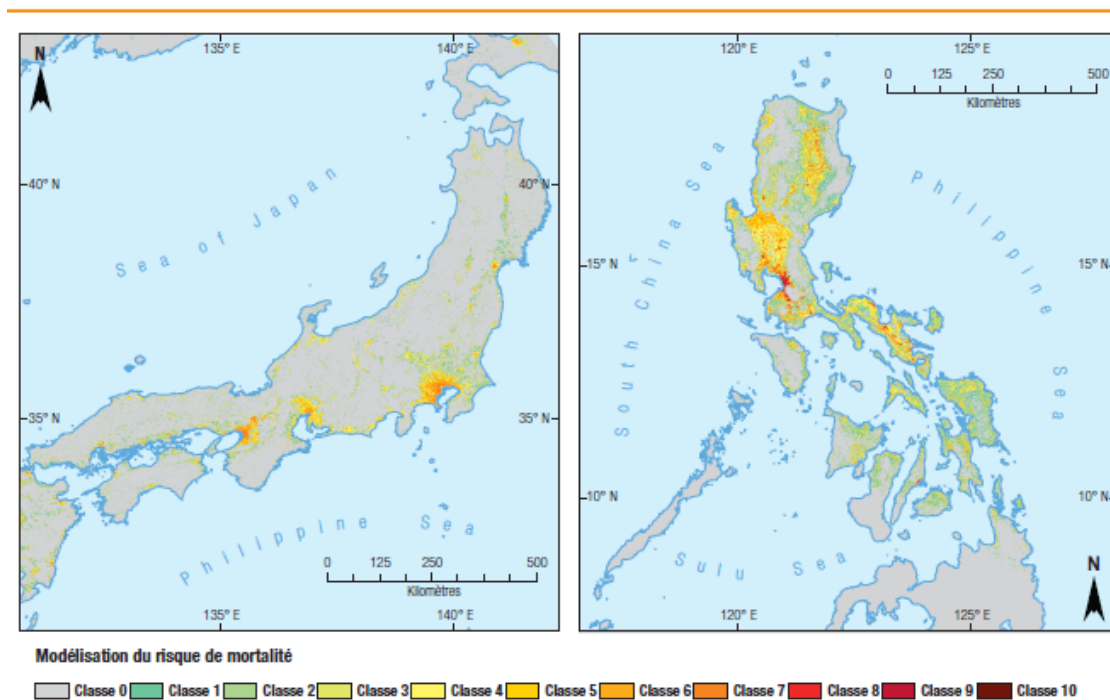 135° E
140° E
N
40° N
40° N
Sea of Japan
35° N
35° N
Philippine Sea
0 125 250 500
Kilomètres
135° E
140° E
120° E
125° E
0 125 250 500
Kilomètres
South China Sea
Philippine Sea
15° N
15° N
10° N
10° N
Sulu Sea
N
120° E
125° E
Modélisation du risque de mortalité
Classe 0 Classe 1 Classe 2 Classe 3 Classe 4 Classe 5 Classe 6 Classe 7 Classe 8 Classe 9 Classe 10